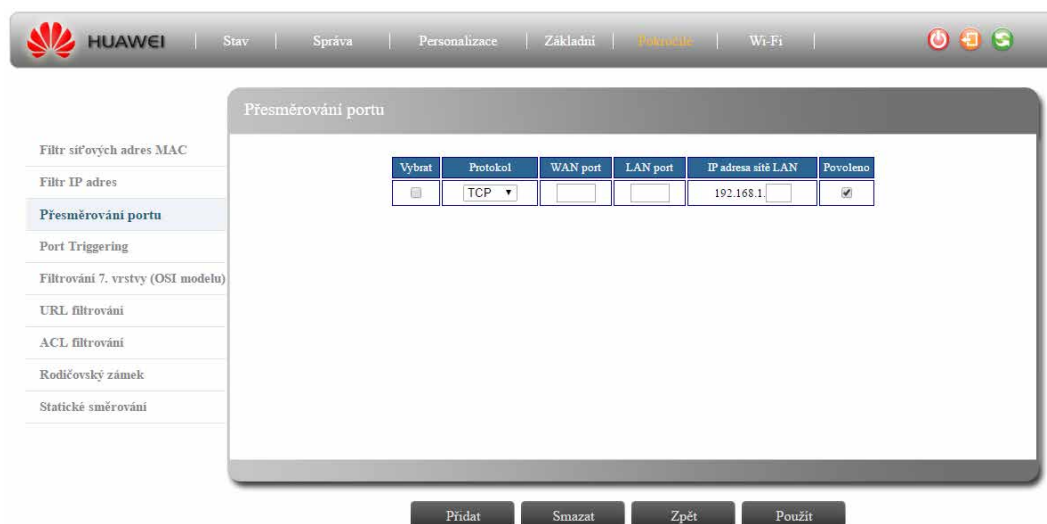 HUAWEI | Stav | Správa | Personalizace | Základní | Pokročilé | Wi-Fi |
Přesměrování portu
Filtr síťových adres MAC
Filtr IP adres
Přesměrování portu
Port Triggering
Filtrování 7. vrstvy (OSI modelu)
URL filtrování
ACL filtrování
Rodičovský zámek
Statické směrování
Vybrat Protokol WAN port LAN port IP adresa sítě LAN Povoleno
TCP 192.168.1.
Přidat Smazat Zpět Použít